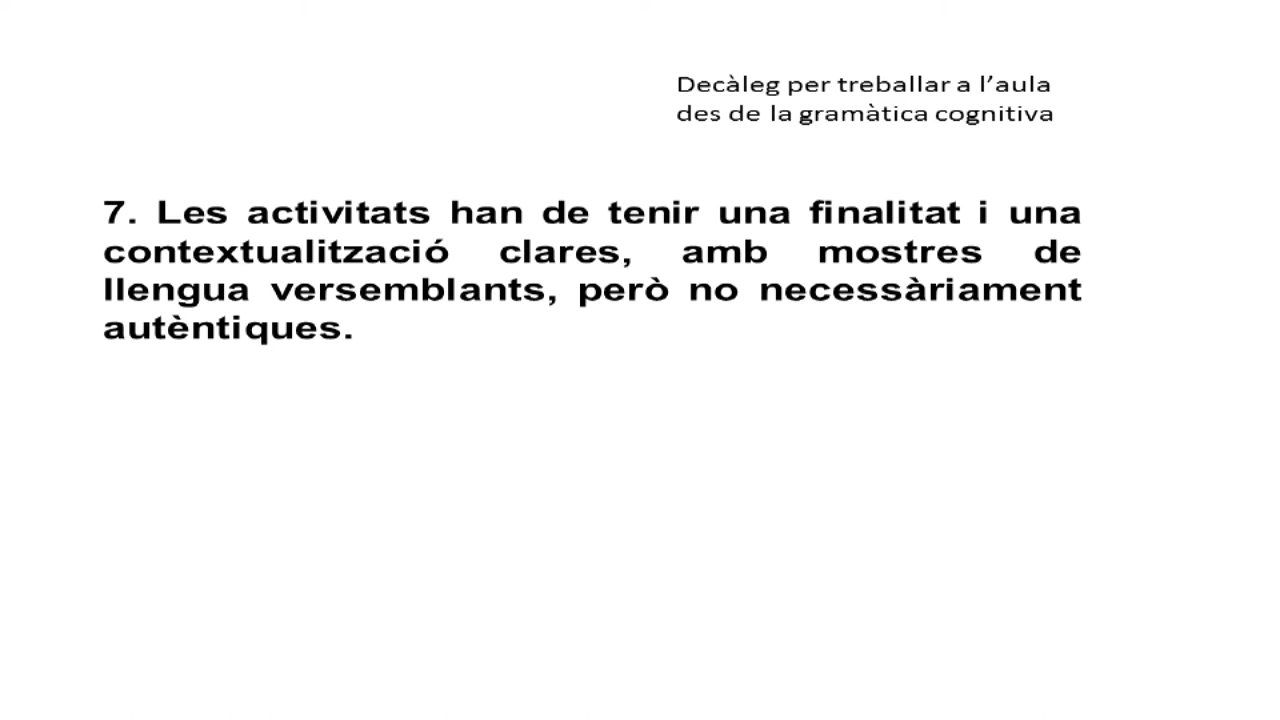 Decàleg per treballar a l’aula
des de la gramàtica cognitiva
7. Les activitats han de tenir una finalitat i una
contextualització clares, amb mostres de
llengua versemblants, però no necessàriament
autèntiques.